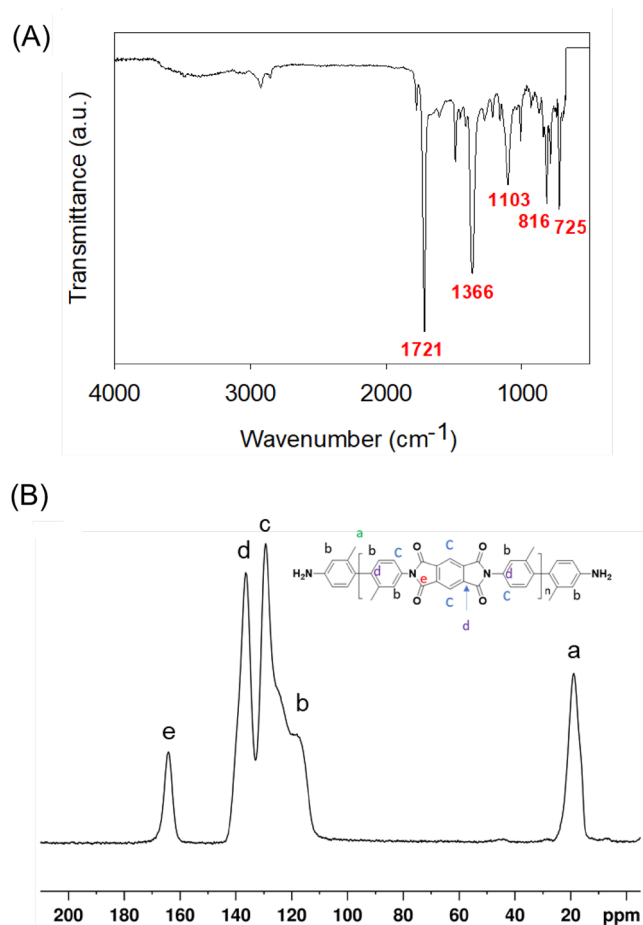 (A)
Transmittance (a.u.)
1103
816 725
1366
1721
4000 3000 2000 1000
Wavenumber (cm⁻¹)
(B)
c
d
b
e
a
a
b b C O C O b
H₂N d N N d NH₂
e n
b O C O C b
d
200 180 160 140 120 100 80 60 40 20 ppm